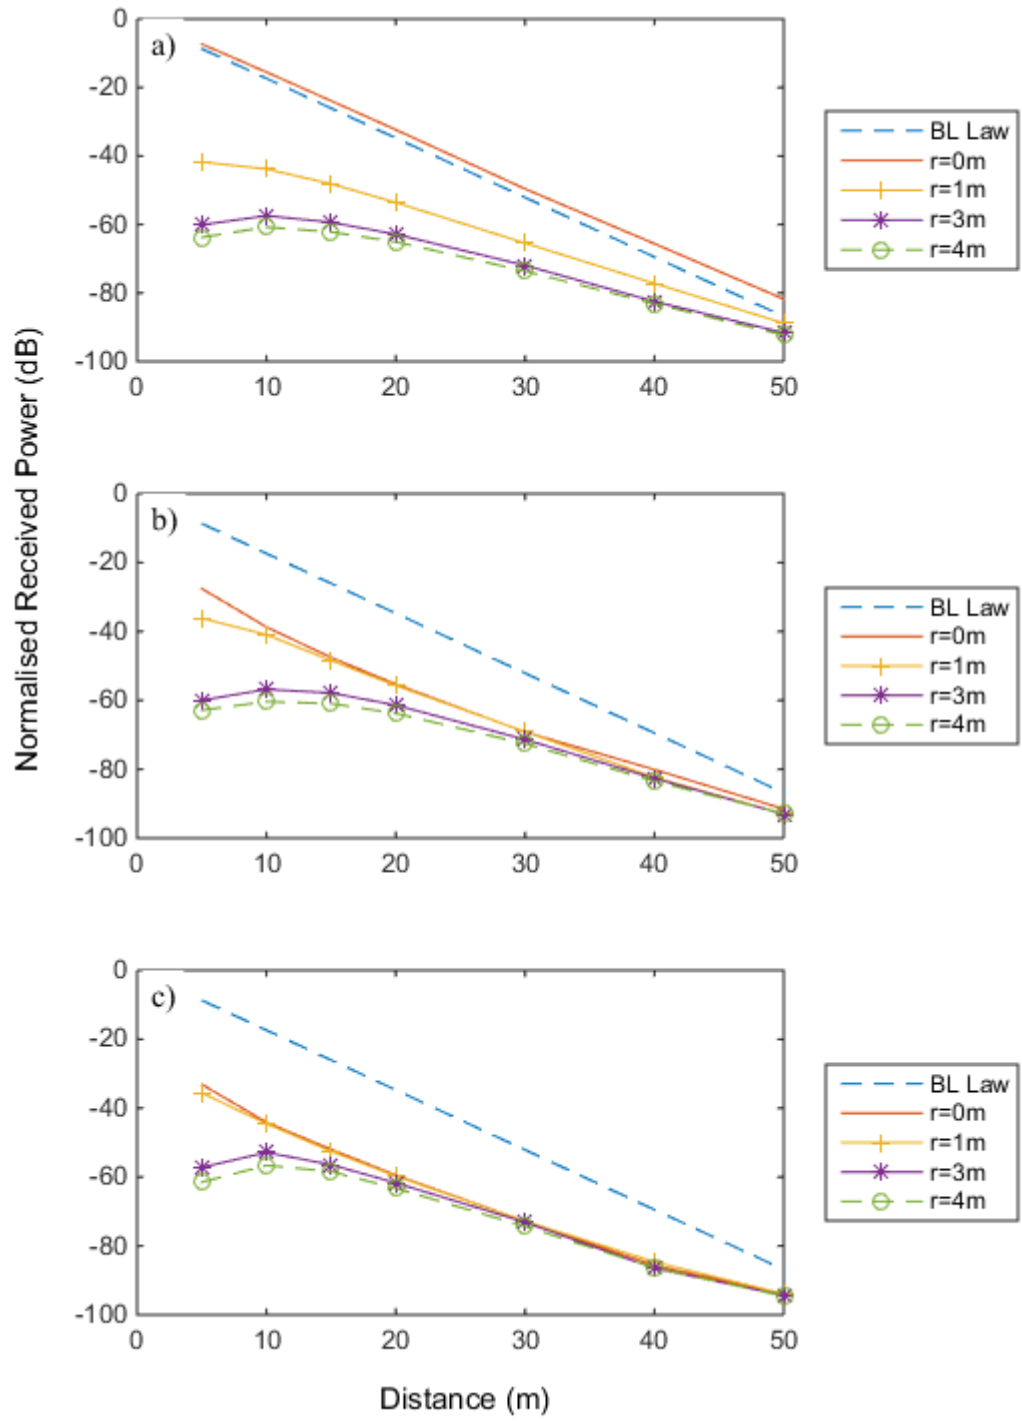 Normalised Received Power (dB)
a)
0
-20
-40
-60
-80
-100
0 10 20 30 40 50
BL Law
r=0m
r=1m
r=3m
r=4m
b)
0
-20
-40
-60
-80
-100
0 10 20 30 40 50
BL Law
r=0m
r=1m
r=3m
r=4m
c)
0
-20
-40
-60
-80
-100
0 10 20 30 40 50
BL Law
r=0m
r=1m
r=3m
r=4m
Distance (m)